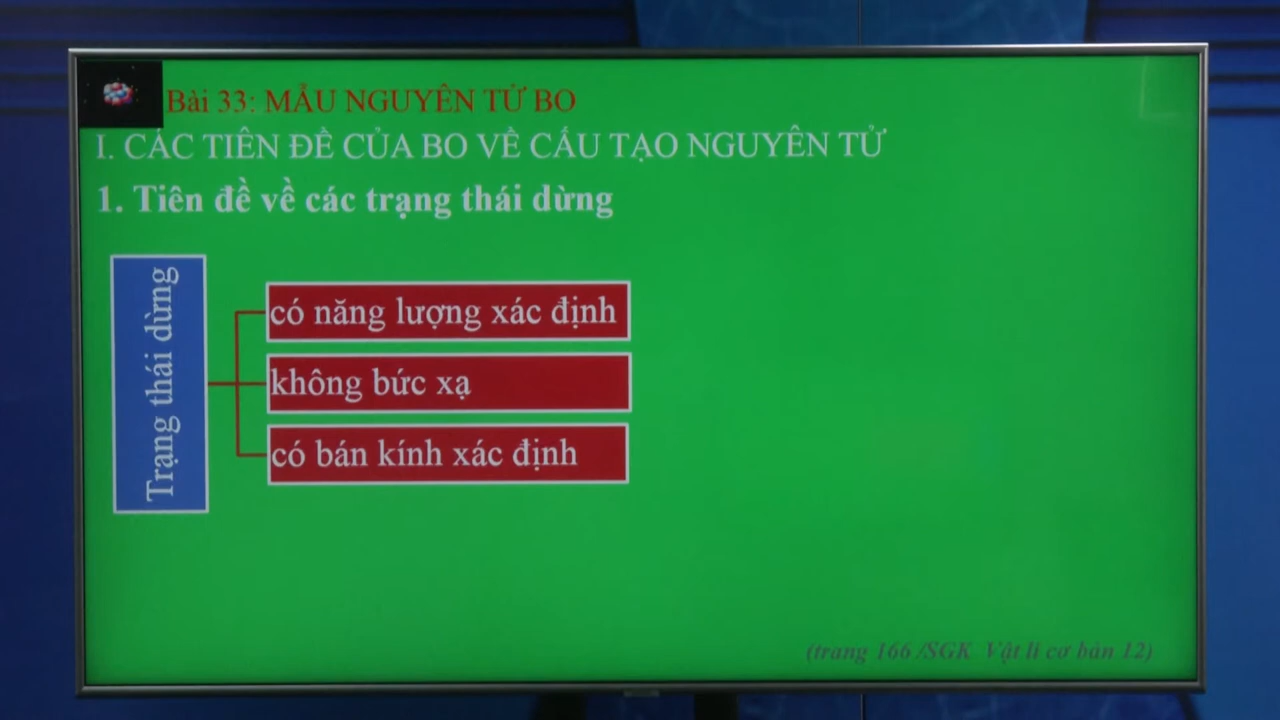 Bài 33: MẪU NGUYÊN TỬ BO
I. CÁC TIÊN ĐỀ CỦA BO VỀ CẤU TẠO NGUYÊN TỬ
1. Tiên đề về các trạng thái dừng
Trạng thái dừng
có năng lượng xác định
không bức xạ
có bán kính xác định
(trang 166 /SGK Vật lí cơ bản 12)